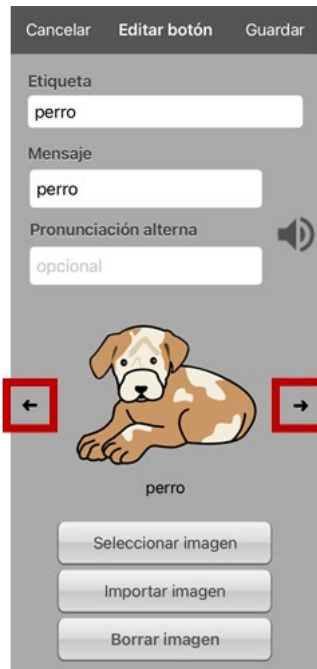 Cancelar Editar botón Guardar
Etiqueta
perro
Mensaje
perro
Pronunciación alterna
opcional
perro
Seleccionar imagen
Importar imagen
Borrar imagen